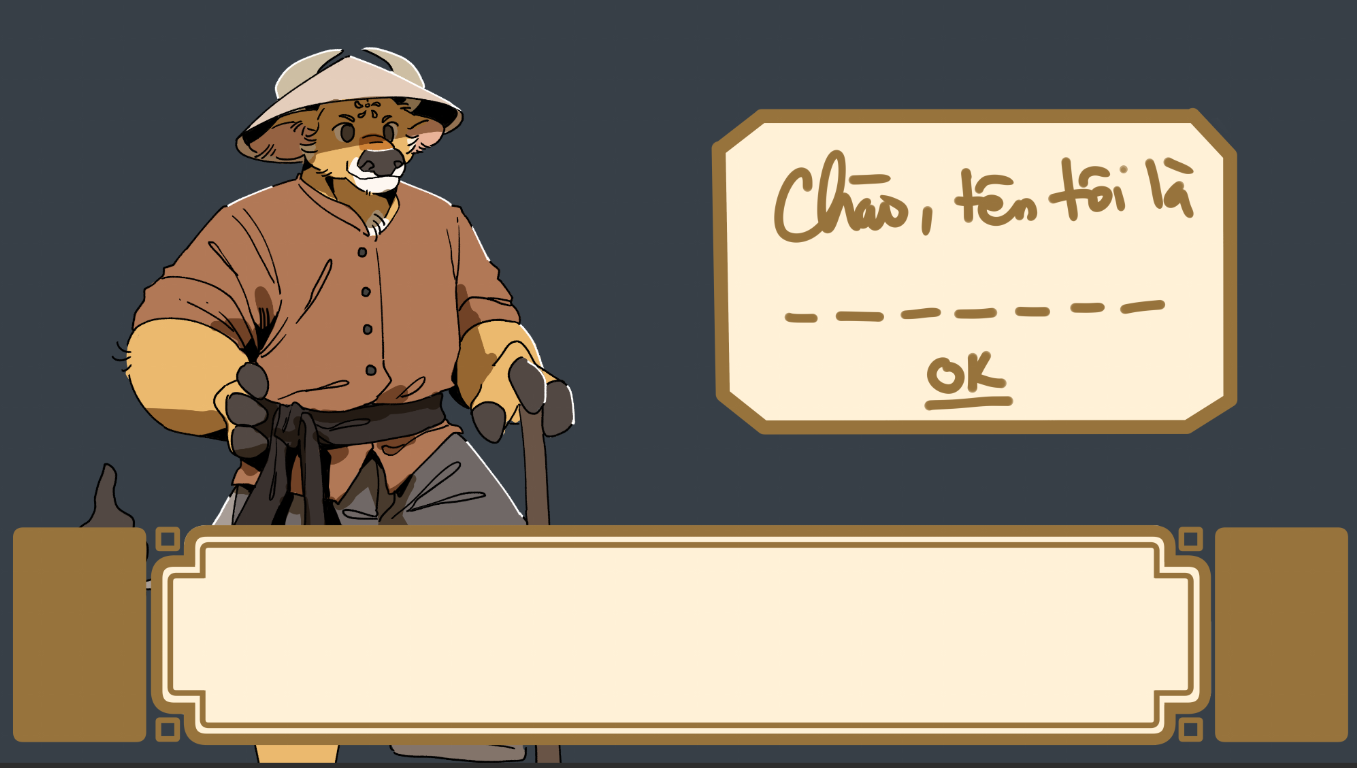 Chào, tên tôi là
_ _ _ _ _ _ _
OK